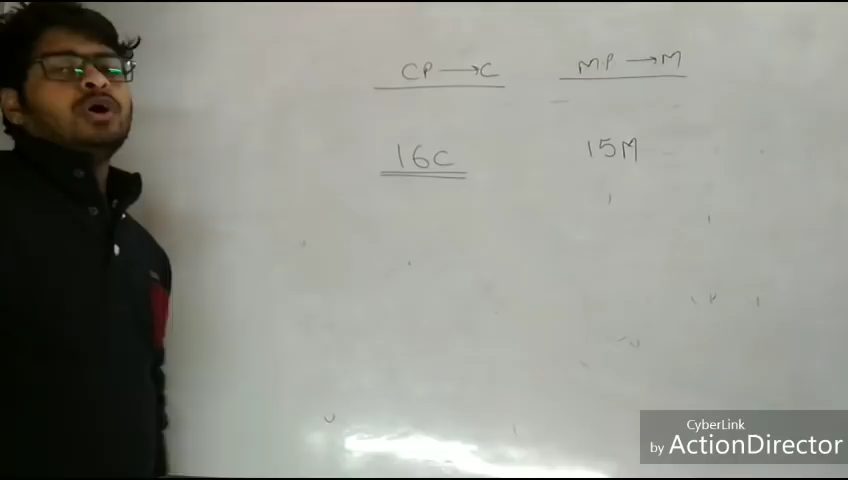 CP → C MP → M
16C 15M
CyberLink
by ActionDirector